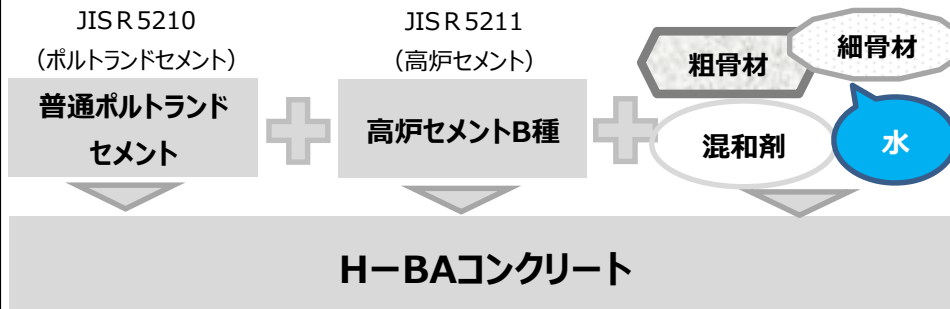 JIS R 5210
（ポルトランドセメント）
普通ポルトランド
セメント
JIS R 5211
（高炉セメント）
高炉セメントB種
粗骨材
細骨材
混和剤
水
HーBAコンクリート